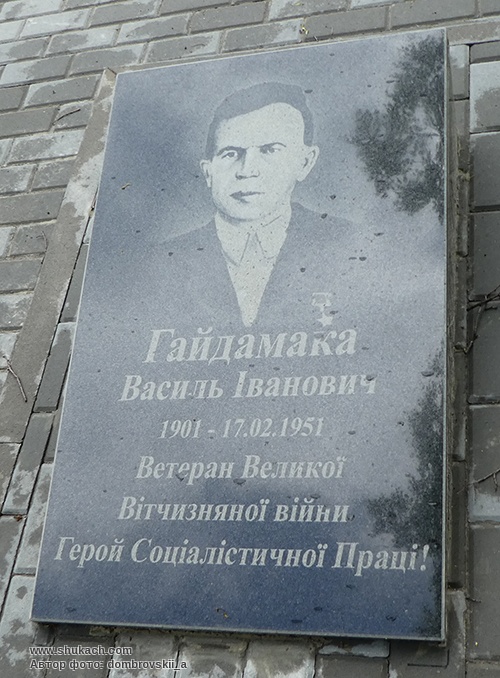 Гайдамака
Василь Іванович
1901 - 17.02.1951
Ветеран Великої
Вітчизняної війни
Герой Соціалістичної Праці!
www.shukach.com
Автор фото: dombrovskii_a